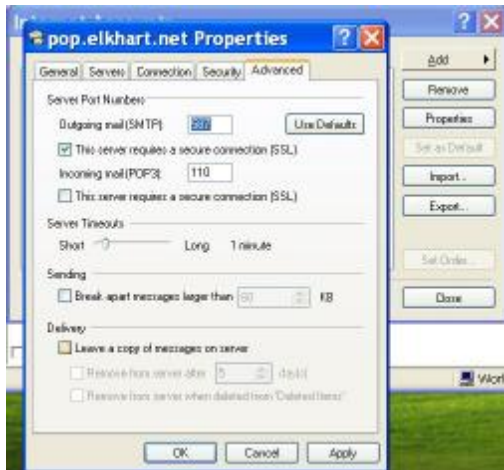 pop.elkhart.net Properties
General Servers Connection Security Advanced
Server Port Numbers
Outgoing mail (SMTP): 587 Use Defaults
This server requires a secure connection (SSL)
Incoming mail (POP3): 110
This server requires a secure connection (SSL)
Server Timeouts
Short Long 1 minute
Sending
Break apart messages larger than 60 KB
Delivery
Leave a copy of messages on server
Remove from server after 5 day(s)
Remove from server when deleted from 'Deleted Items'
OK Cancel Apply
Add
Remove
Properties
Set as Default
Import...
Export...
Set Order...
Close
Work